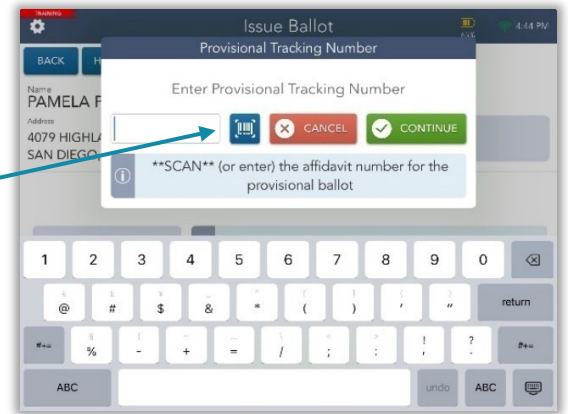 TRAINING
Issue Ballot
4:44 PM
Provisional Tracking Number
BACK
H
Name
PAMELA F
Address
4079 HIGHLA
SAN DIEGO
Enter Provisional Tracking Number
CANCEL
CONTINUE
**SCAN** (or enter) the affidavit number for the
provisional ballot
1 2 3 4 5 6 7 8 9 0
@ # $ & * ( ) ' "
return
#+= % - + = / ; : ! , ? . #+=
ABC
undo
ABC